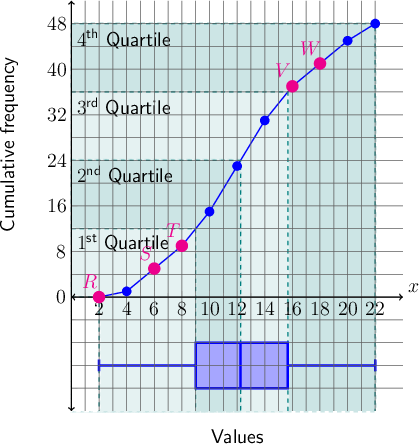 48
4th Quartile
40
V
W
3rd Quartile
32
24
2nd Quartile
16
T
1st Quartile
8
S
R
0
x
2 4 6 8 10 12 14 16 18 20 22
Cumulative frequency
Values